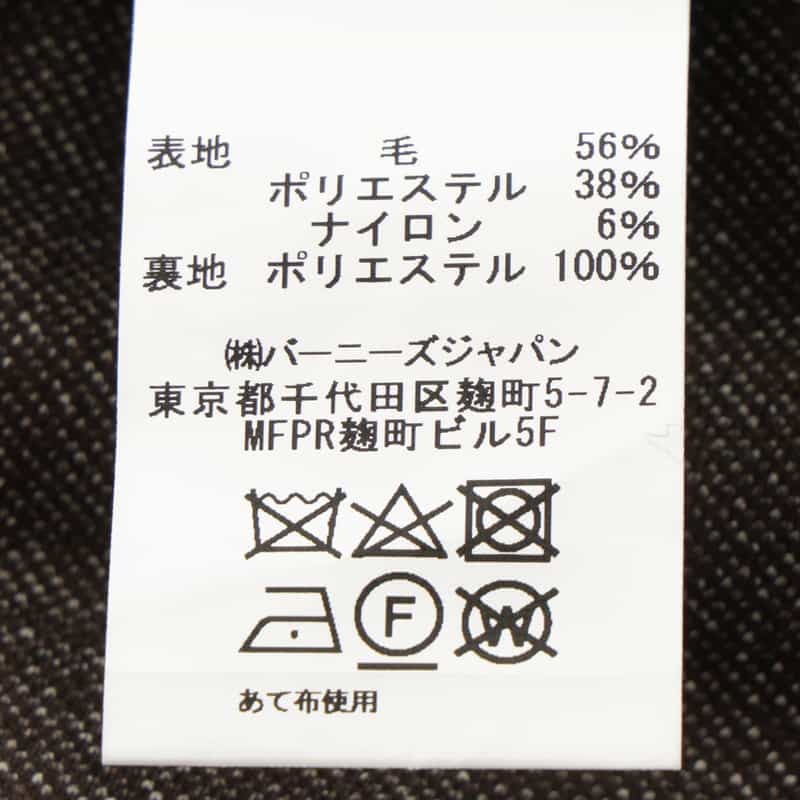 表地 毛 56%
ポリエステル 38%
ナイロン 6%
裏地 ポリエステル 100%
㈱バーニーズジャパン
東京都千代田区麹町5-7-2
MFPR麹町ビル5F
F W
あて布使用